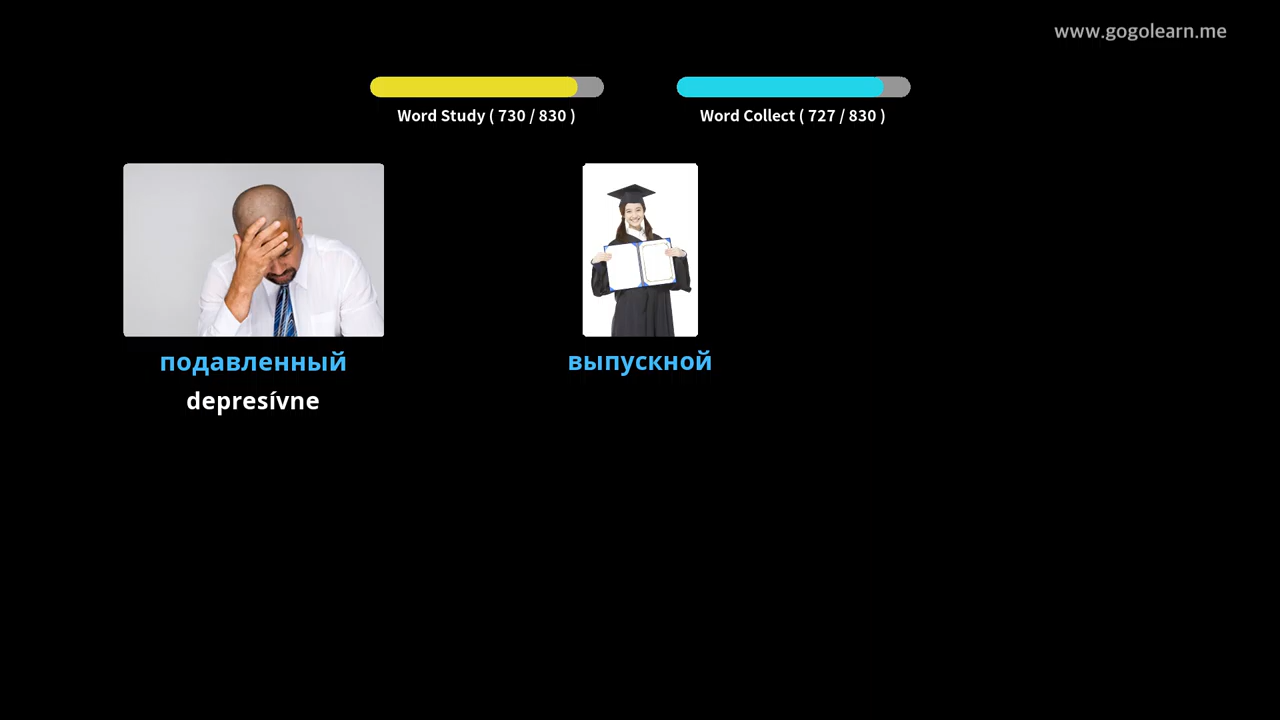 www.gogolearn.me
Word Study ( 730 / 830 )
Word Collect ( 727 / 830 )
подавленный
depresívne
выпускной